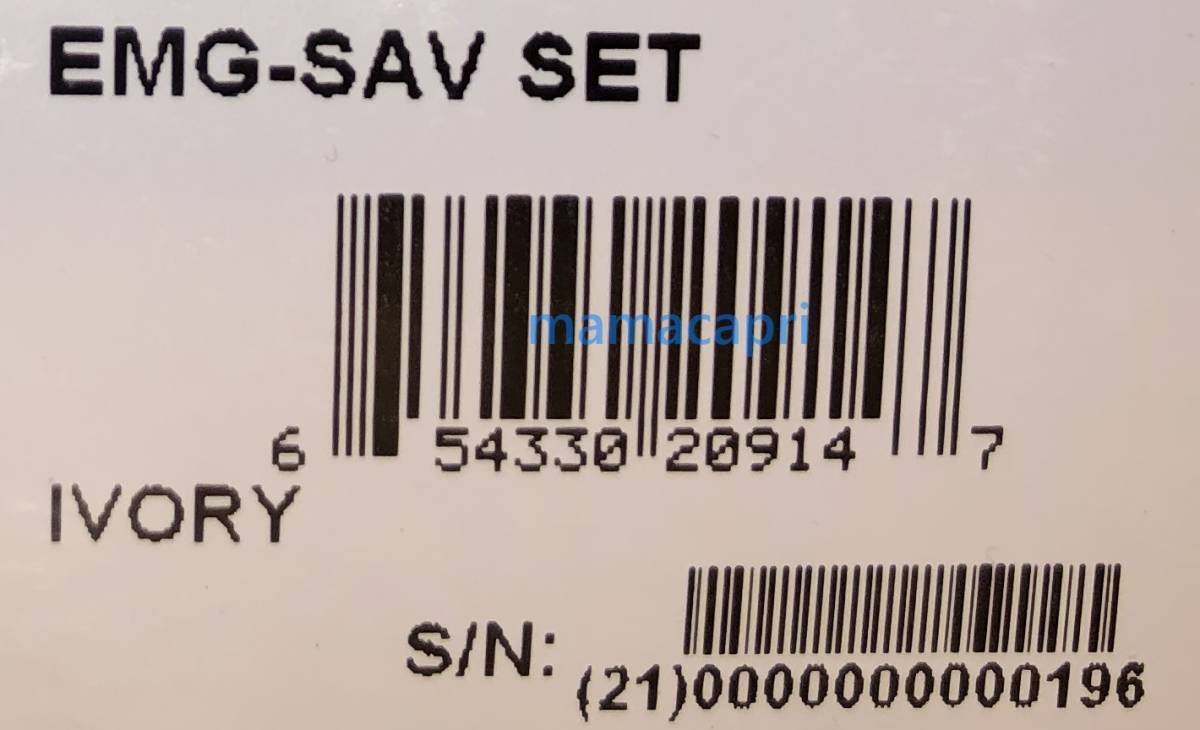 EMG-SAV SET
mamacapri
6 54330 20914 7
IVORY
S/N:
(21)0000000000196